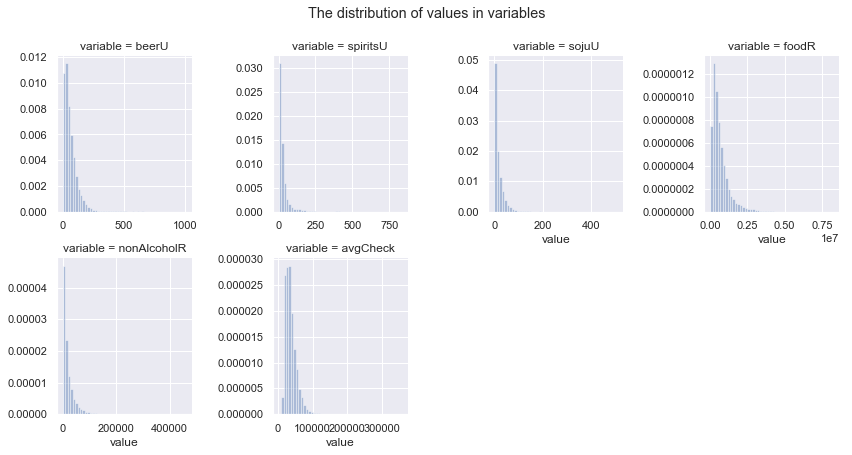 The distribution of values in variables
variable = beerU
0.012
0.010
0.008
0.006
0.004
0.002
0.000
0 500 1000
variable = spiritsU
0.030
0.025
0.020
0.015
0.010
0.005
0.000
0 250 500 750
variable = sojuU
0.05
0.04
0.03
0.02
0.01
0.00
0 200 400
value
variable = foodR
0.0000012
0.0000010
0.0000008
0.0000006
0.0000004
0.0000002
0.0000000
0.00 0.25 0.50 0.75
value 1e7
variable = nonAlcoholR
0.00004
0.00003
0.00002
0.00001
0.00000
0 200000 400000
value
variable = avgCheck
0.000030
0.000025
0.000020
0.000015
0.000010
0.000005
0.000000
0 100000 200000 300000
value